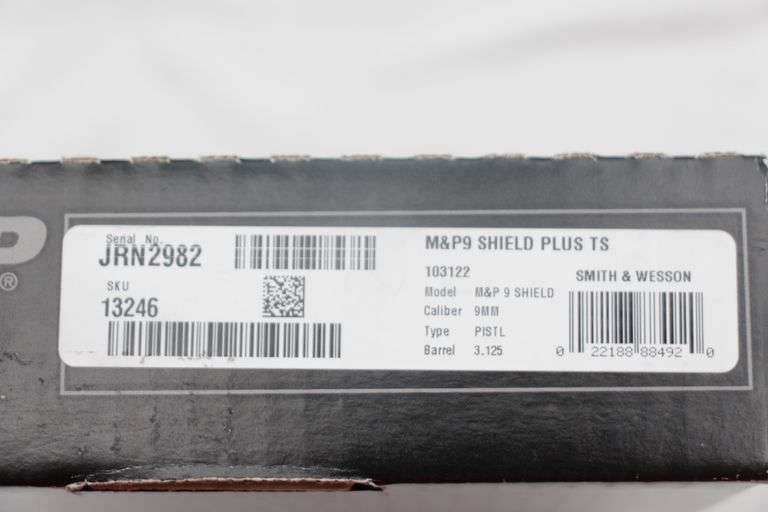 P
®
Serial No.
JRN2982
SKU
13246
M&P9 SHIELD PLUS TS
103122
Model M&P 9 SHIELD
Caliber 9MM
Type PISTL
Barrel 3.125
SMITH & WESSON
0 22188 88492 0